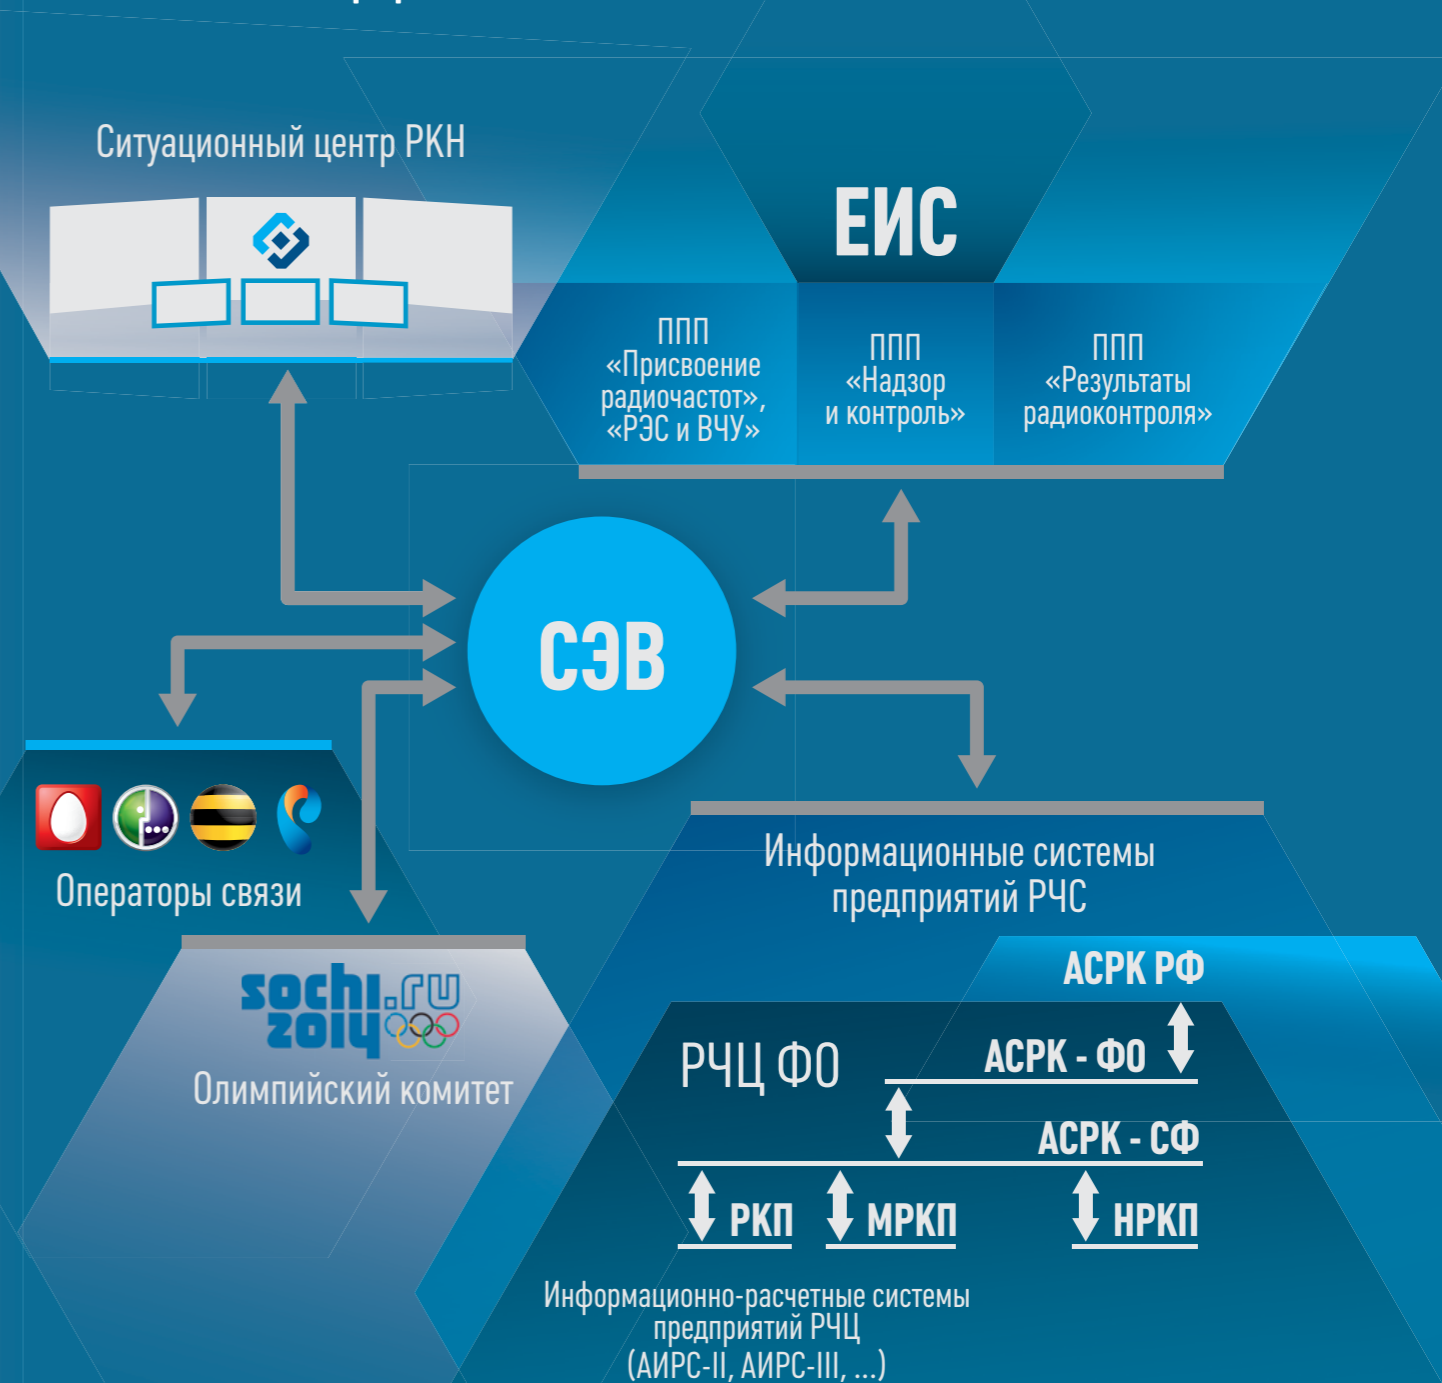 Ситуационный центр РКН
ЕИС
ППП
«Присвоение
радиочастот»,
«РЭС и ВЧУ»
ППП
«Надзор
и контроль»
ППП
«Результаты
радиоконтроля»
СЭВ
Операторы связи
sochi.ru
2014
Олимпийский комитет
Информационные системы
предприятий РЧС
АСРК РФ
РЧЦ ФО
АСРК - ФО
АСРК - СФ
РКП
МРКП
НРКП
Информационно-расчетные системы
предприятий РЧЦ
(АИРС-II, АИРС-III, ...)